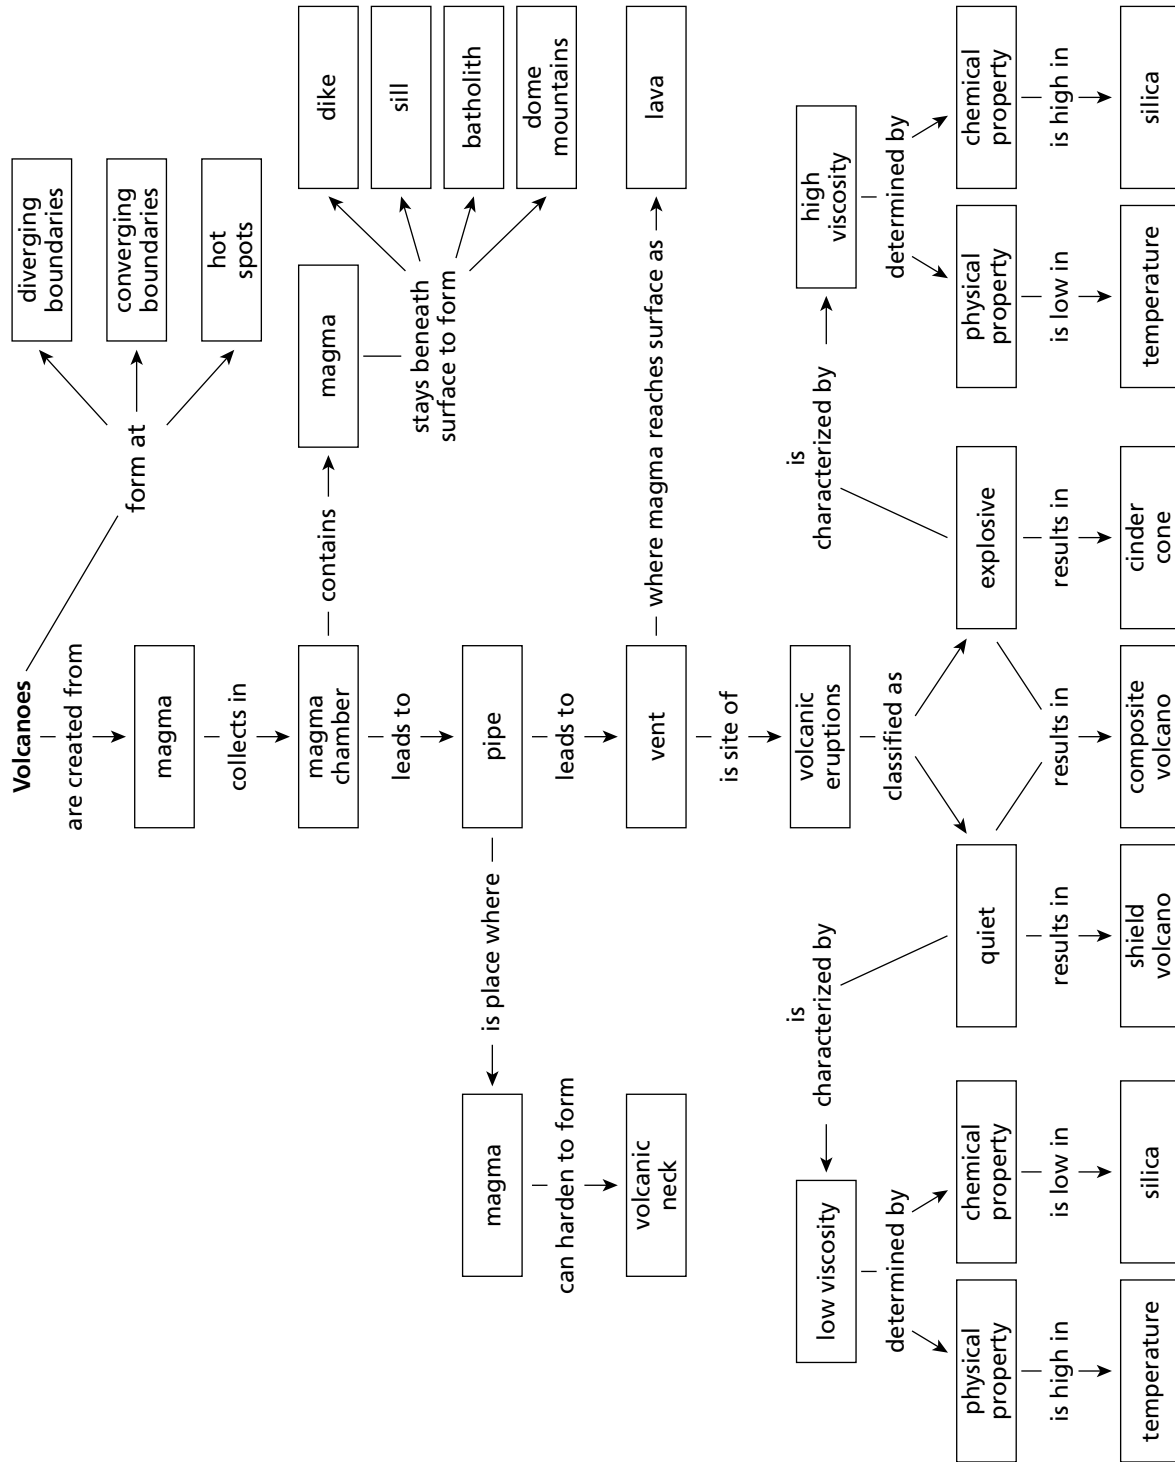 Volcanoes
form at
diverging
boundaries
converging
boundaries
hot
spots
are created from
magma
collects in
magma
chamber
contains
magma
stays beneath
surface to form
dike
sill
batholith
dome
mountains
leads to
pipe
is place where
magma
can harden to form
volcanic
neck
leads to
vent
where magma reaches surface as
lava
is site of
volcanic
eruptions
classified as
quiet
explosive
is
characterized by
low viscosity
determined by
physical
property
is high in
temperature
chemical
property
is low in
silica
results in
shield
volcano
results in
composite
volcano
results in
cinder
cone
is
characterized by
high
viscosity
determined by
physical
property
is low in
temperature
chemical
property
is high in
silica